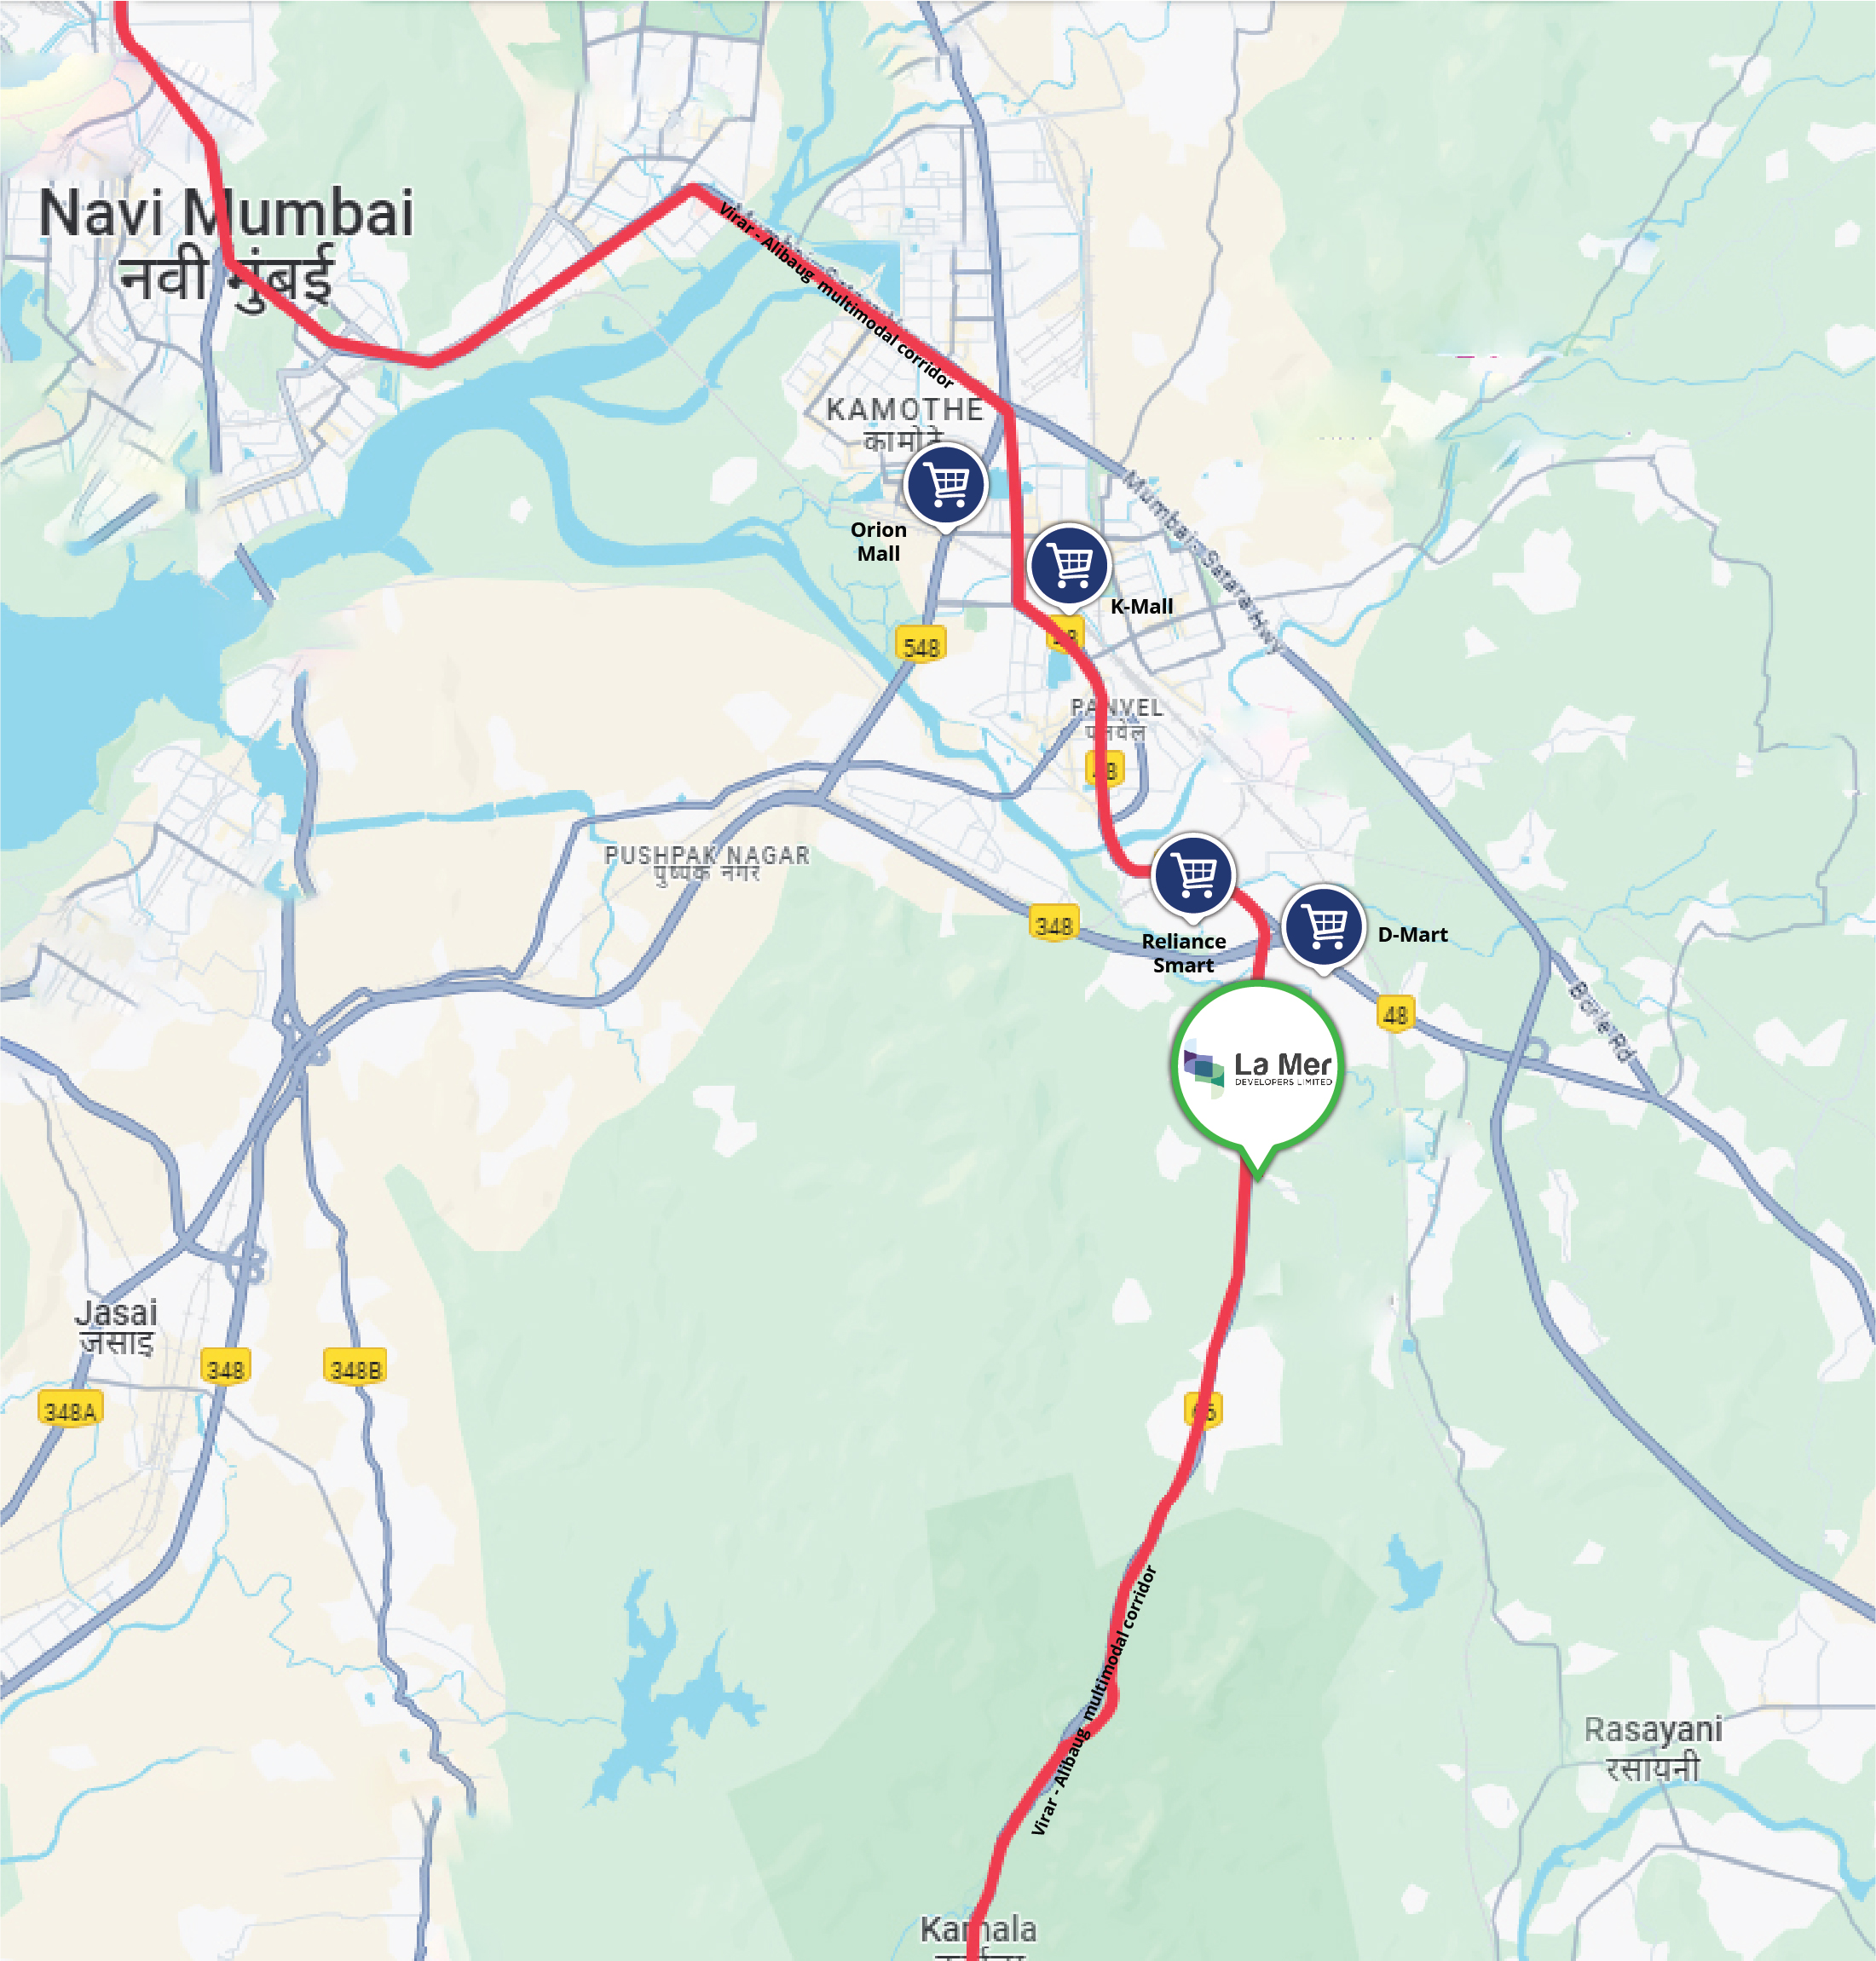 Navi Mumbai
नवी मुंबई
Virar - Alibaug multimodal corridor
KAMOTHE
कामोठे
Orion
Mall
K-Mall
Mumbai - Satara Hwy
548
48
PANVEL
पनवेल
48
PUSHPAK NAGAR
पुष्पक नगर
348
Reliance
Smart
D-Mart
48
La Mer
DEVELOPERS LIMITED
Jasai
जसाई
348
348B
348A
66
Virar - Alibaug multimodal corridor
Rasayani
रसायनी
Karnala